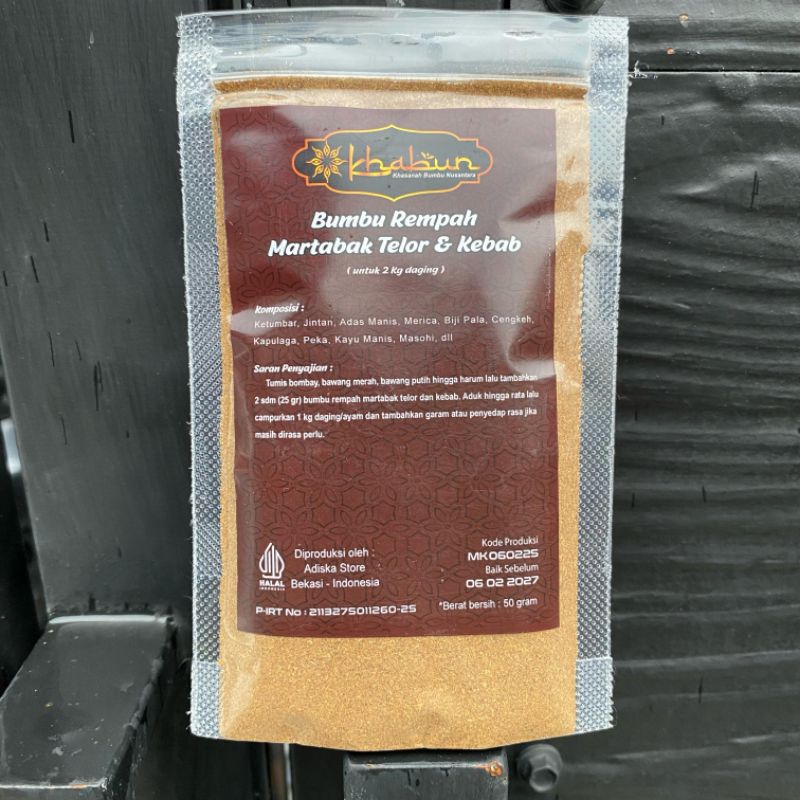 Khabun
Khasanah Bumbu Nusantara
Bumbu Rempah
Martabak Telor & Kebab
( untuk 2 Kg daging )
Komposisi :
Ketumbar, Jintan, Adas Manis, Merica, Biji Pala, Cengkeh,
Kapulaga, Peka, Kayu Manis, Masohi, dll
Saran Penyajian :
Tumis bombay, bawang merah, bawang putih hingga harum lalu tambahkan
2 sdm (25 gr) bumbu rempah martabak telor dan kebab. Aduk hingga rata lalu
campurkan 1 kg daging/ayam dan tambahkan garam atau penyedap rasa jika
masih dirasa perlu.
HALAL
INDONESIA
Diproduksi oleh :
Adiska Store
Bekasi - Indonesia
P-IRT No : 2113275011260-25
Kode Produksi
MK060225
Baik Sebelum
06 02 2027
*Berat bersih : 50 gram